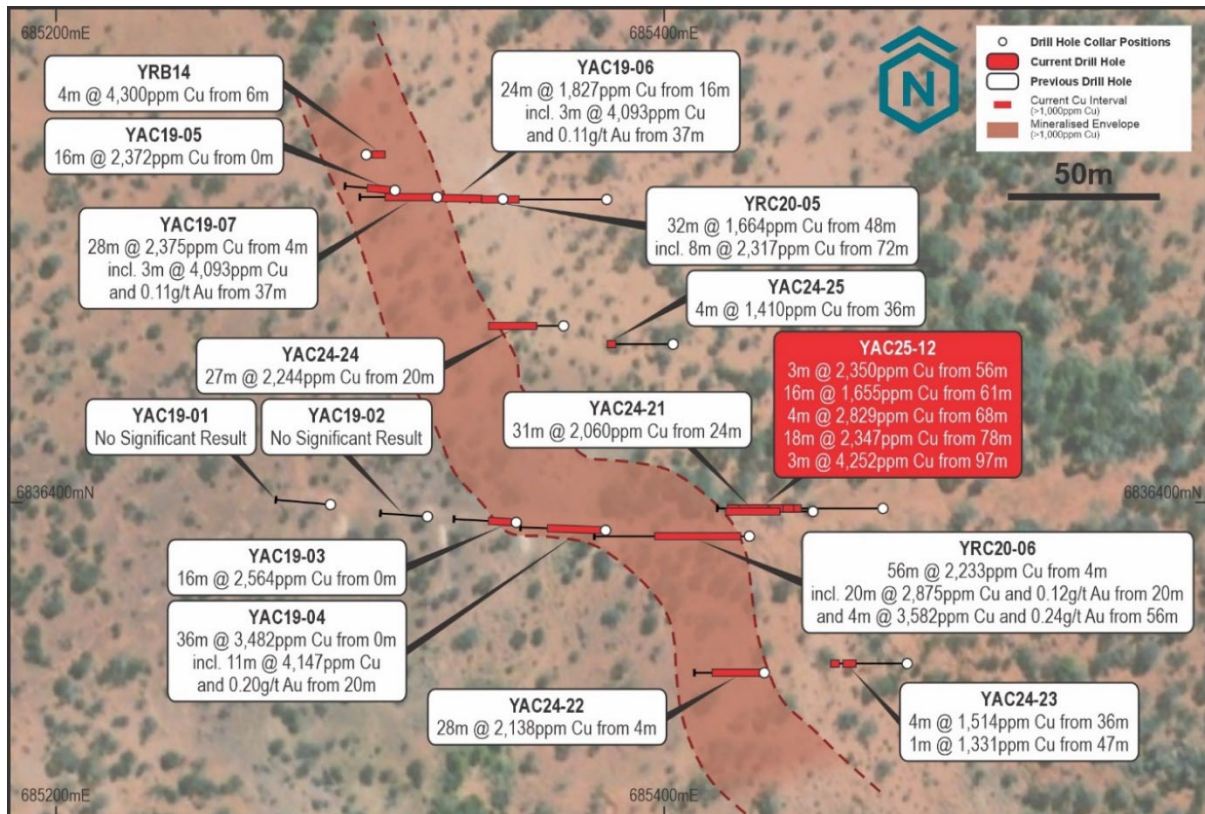 685200mE
685400mE
YRB14
4m @ 4,300ppm Cu from 6m
YAC19-05
16m @ 2,372ppm Cu from 0m
YAC19-06
24m @ 1,827ppm Cu from 16m
incl. 3m @ 4,093ppm Cu
and 0.11g/t Au from 37m
N
Drill Hole Collar Positions
Current Drill Hole
Previous Drill Hole
Current Cu Interval
(>1,000ppm Cu)
Mineralised Envelope
(>1,000ppm Cu)
50m
YAC19-07
28m @ 2,375ppm Cu from 4m
incl. 3m @ 4,093ppm Cu
and 0.11g/t Au from 37m
YRC20-05
32m @ 1,664ppm Cu from 48m
incl. 8m @ 2,317ppm Cu from 72m
YAC24-25
4m @ 1,410ppm Cu from 36m
YAC24-24
27m @ 2,244ppm Cu from 20m
YAC25-12
3m @ 2,350ppm Cu from 56m
16m @ 1,655ppm Cu from 61m
4m @ 2,829ppm Cu from 68m
18m @ 2,347ppm Cu from 78m
3m @ 4,252ppm Cu from 97m
YAC19-01
No Significant Result
YAC19-02
No Significant Result
YAC24-21
31m @ 2,060ppm Cu from 24m
6836400mN
6836400mN
YAC19-03
16m @ 2,564ppm Cu from 0m
YRC20-06
56m @ 2,233ppm Cu from 4m
incl. 20m @ 2,875ppm Cu and 0.12g/t Au from 20m
and 4m @ 3,582ppm Cu and 0.24g/t Au from 56m
YAC19-04
36m @ 3,482ppm Cu from 0m
incl. 11m @ 4,147ppm Cu
and 0.20g/t Au from 20m
YAC24-22
28m @ 2,138ppm Cu from 4m
YAC24-23
4m @ 1,514ppm Cu from 36m
1m @ 1,331ppm Cu from 47m
685200mE
685400mE